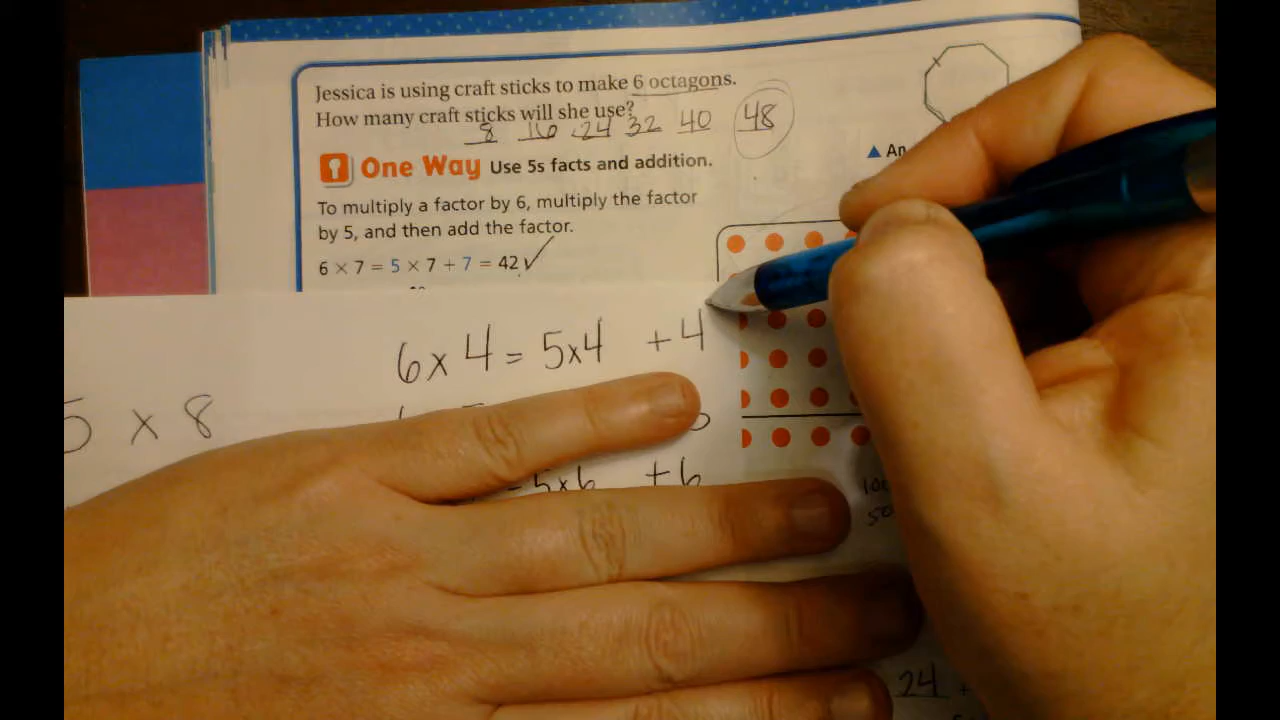 Jessica is using craft sticks to make 6 octagons.
How many craft sticks will she use?
8 16 24 32 40 48
One Way Use 5s facts and addition.
▲ An
To multiply a factor by 6, multiply the factor
by 5, and then add the factor.
6 × 7 = 5 × 7 + 7 = 42 ✓
6 x 4 = 5x4 + 4
5 x 8
5x6 + 6
24 +